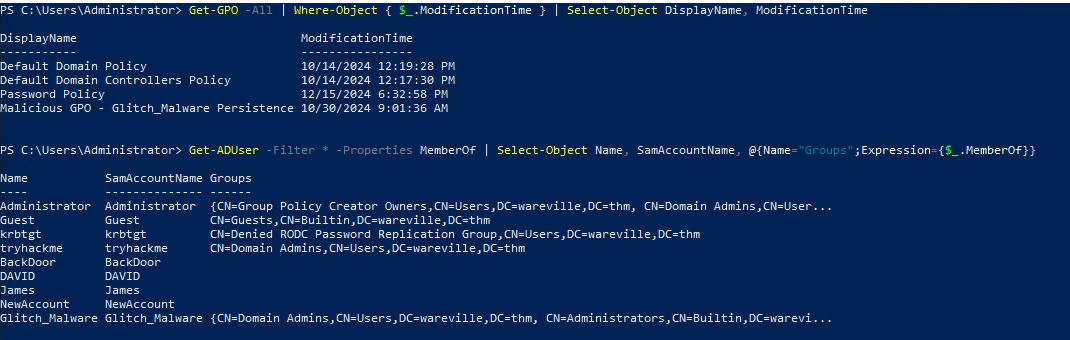 PS C:\Users\Administrator> Get-GPO -All | Where-Object { $_.ModificationTime } | Select-Object DisplayName, ModificationTime
DisplayName ModificationTime
----------- ----------------
Default Domain Policy 10/14/2024 12:19:28 PM
Default Domain Controllers Policy 10/14/2024 12:17:30 PM
Password Policy 12/15/2024 6:32:58 PM
Malicious GPO - Glitch_Malware Persistence 10/30/2024 9:01:36 AM
PS C:\Users\Administrator> Get-ADUser -Filter * -Properties MemberOf | Select-Object Name, SamAccountName, @{Name="Groups";Expression={$_.MemberOf}}
Name SamAccountName Groups
---- -------------- ------
Administrator Administrator {CN=Group Policy Creator Owners,CN=Users,DC=wareville,DC=thm, CN=Domain Admins,CN=User...
Guest Guest CN=Guests,CN=Builtin,DC=wareville,DC=thm
krbtgt krbtgt CN=Denied RODC Password Replication Group,CN=Users,DC=wareville,DC=thm
tryhackme tryhackme CN=Domain Admins,CN=Users,DC=wareville,DC=thm
BackDoor BackDoor
DAVID DAVID
James James
NewAccount NewAccount
Glitch_Malware Glitch_Malware {CN=Domain Admins,CN=Users,DC=wareville,DC=thm, CN=Administrators,CN=Builtin,DC=warevi...